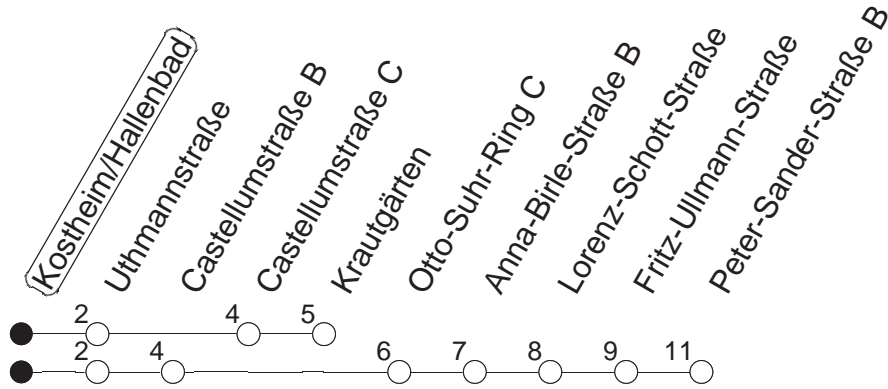 Kostheim/Hallenbad
Uthmannstraße
Castellumstraße B
Castellumstraße C
Krautgärten
Otto-Suhr-Ring C
Anna-Birle-Straße B
Lorenz-Schott-Straße
Fritz-Ullmann-Straße
Peter-Sander-Straße B
2 4 5
2 4 6 7 8 9 11